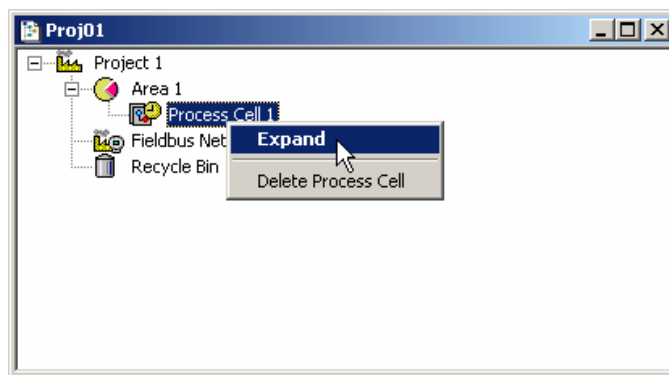 Proj01
Project 1
Area 1
Process Cell 1
Expand
Fieldbus Net
Recycle Bin
Delete Process Cell